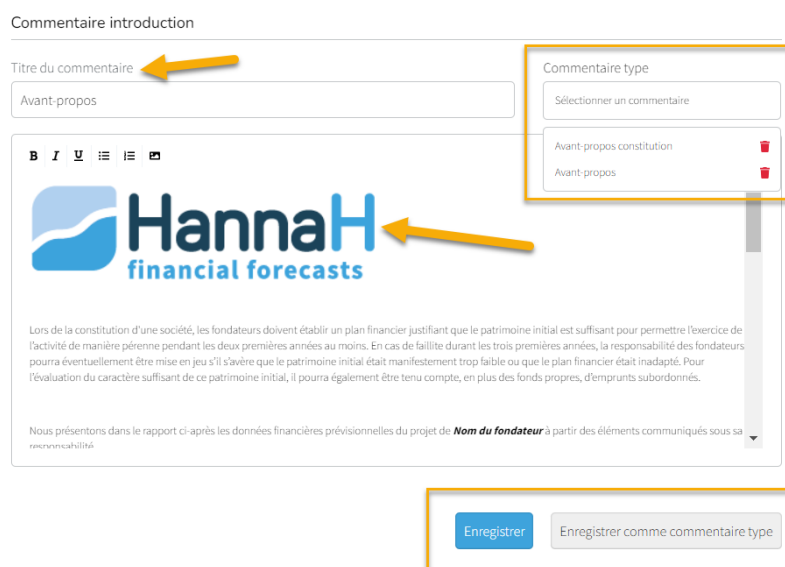 Commentaire introduction
Titre du commentaire
Commentaire type
Avant-propos
Sélectionner un commentaire
Avant-propos constitution
Avant-propos
B I U
HannaH
financial forecasts
Lors de la constitution d'une société, les fondateurs doivent établir un plan financier justifiant que le patrimoine initial est suffisant pour permettre l'exercice de
l'activité de manière pérenne pendant les deux premières années au moins. En cas de faillite durant les trois premières années, la responsabilité des fondateurs
pourra éventuellement être mise en jeu s'il s'avère que le patrimoine initial était manifestement trop faible ou que le plan financier était inadapté. Pour
l'évaluation du caractère suffisant de ce patrimoine initial, il pourra également être tenu compte, en plus des fonds propres, d'emprunts subordonnés.
Nous présentons dans le rapport ci-après les données financières prévisionnelles du projet de Nom du fondateur à partir des éléments communiqués sous sa
responsabilité
Enregistrer
Enregistrer comme commentaire type